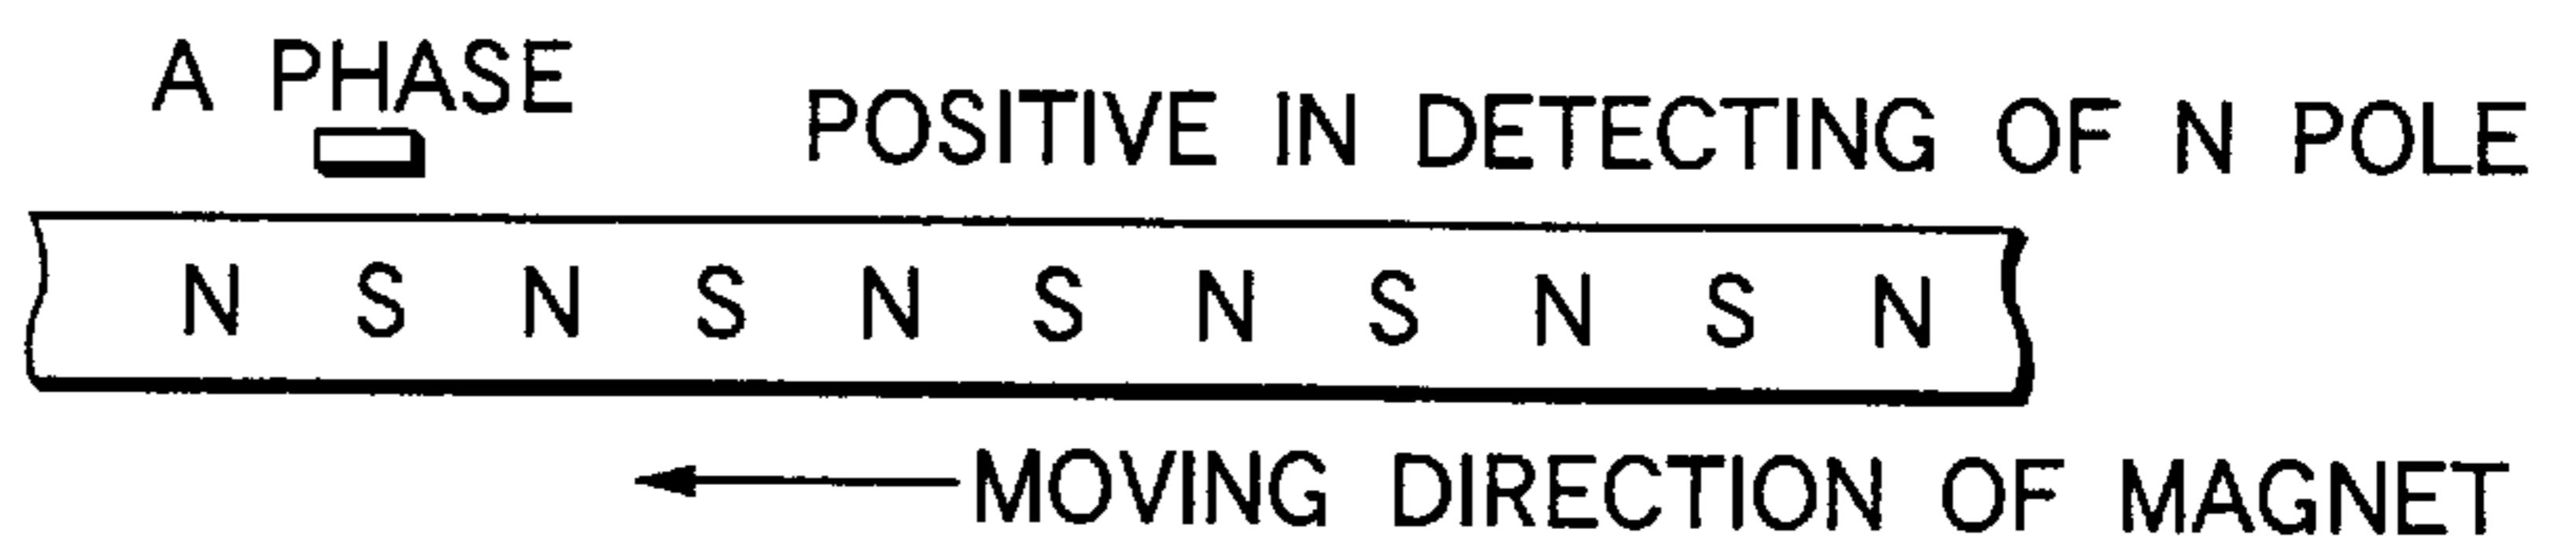 A PHASE
POSITIVE IN DETECTING OF N POLE
N S N S N S N S N S N
MOVING DIRECTION OF MAGNET